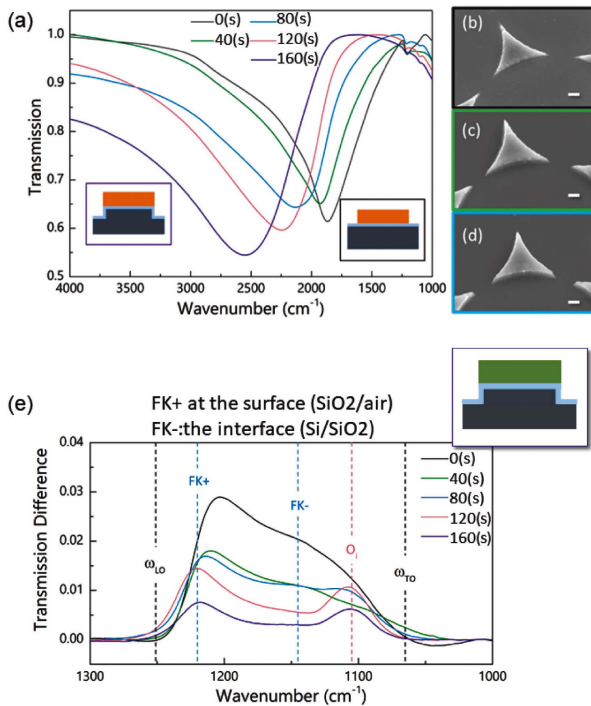 (a)
0(s)
80(s)
40(s)
120(s)
160(s)
Transmission
1.0
0.9
0.8
0.7
0.6
0.5
4000 3500 3000 2500 2000 1500 1000
Wavenumber (cm⁻¹)
(b)
(c)
(d)
(e)
FK+ at the surface (SiO2/air)
FK-:the interface (Si/SiO2)
Transmission Difference
0.04
0.03
0.02
0.01
0.00
FK+
FK-
O_i
ω_LO
ω_TO
0(s)
40(s)
80(s)
120(s)
160(s)
1300 1200 1100 1000
Wavenumber (cm⁻¹)